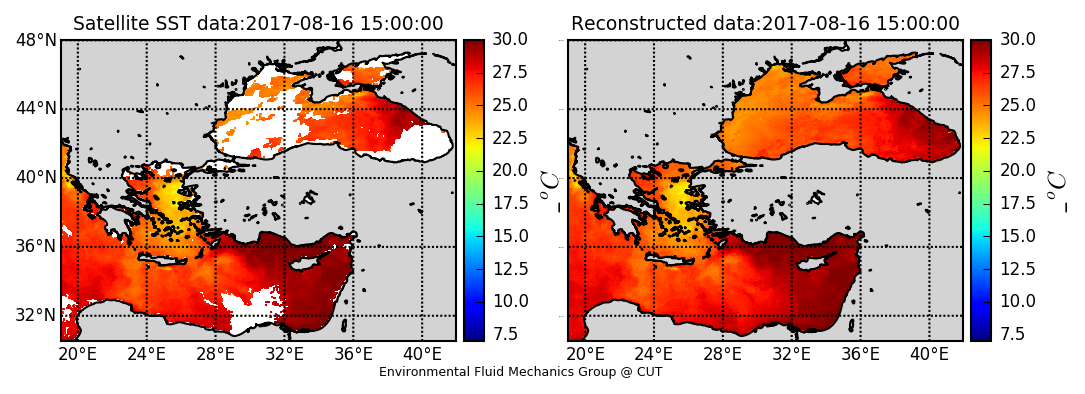 Satellite SST data:2017-08-16 15:00:00
48°N
44°N
40°N
36°N
32°N
20°E 24°E 28°E 32°E 36°E 40°E
30.0
27.5
25.0
22.5
20.0
17.5
15.0
12.5
10.0
7.5
_ °C
Reconstructed data:2017-08-16 15:00:00
20°E 24°E 28°E 32°E 36°E 40°E
30.0
27.5
25.0
22.5
20.0
17.5
15.0
12.5
10.0
7.5
_ °C
Environmental Fluid Mechanics Group @ CUT